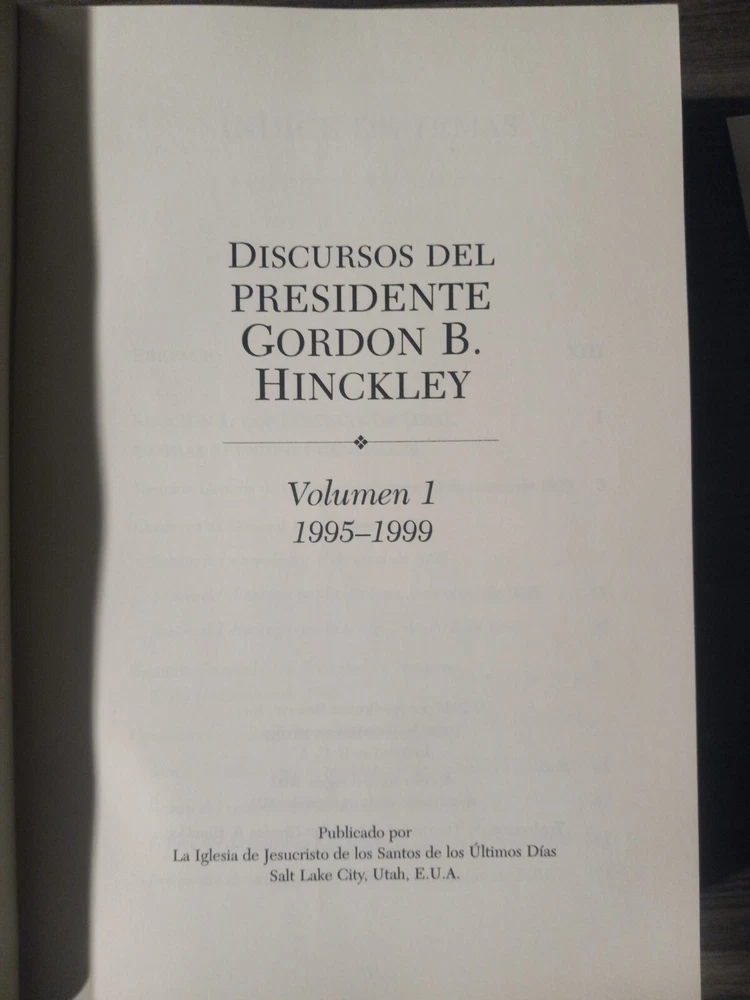 DISCURSOS DEL
PRESIDENTE
GORDON B.
HINCKLEY
Volumen 1
1995–1999
Publicado por
La Iglesia de Jesucristo de los Santos de los Últimos Días
Salt Lake City, Utah, E.U.A.